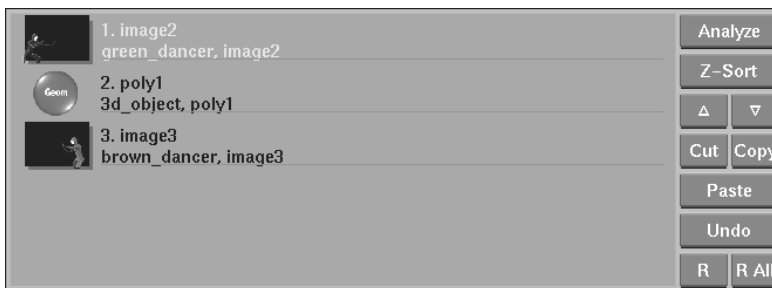 1. image2
green_dancer, image2
Geom
2. poly1
3d_object, poly1
3. image3
brown_dancer, image3
Analyze
Z-Sort
Cut Copy
Paste
Undo
R R All